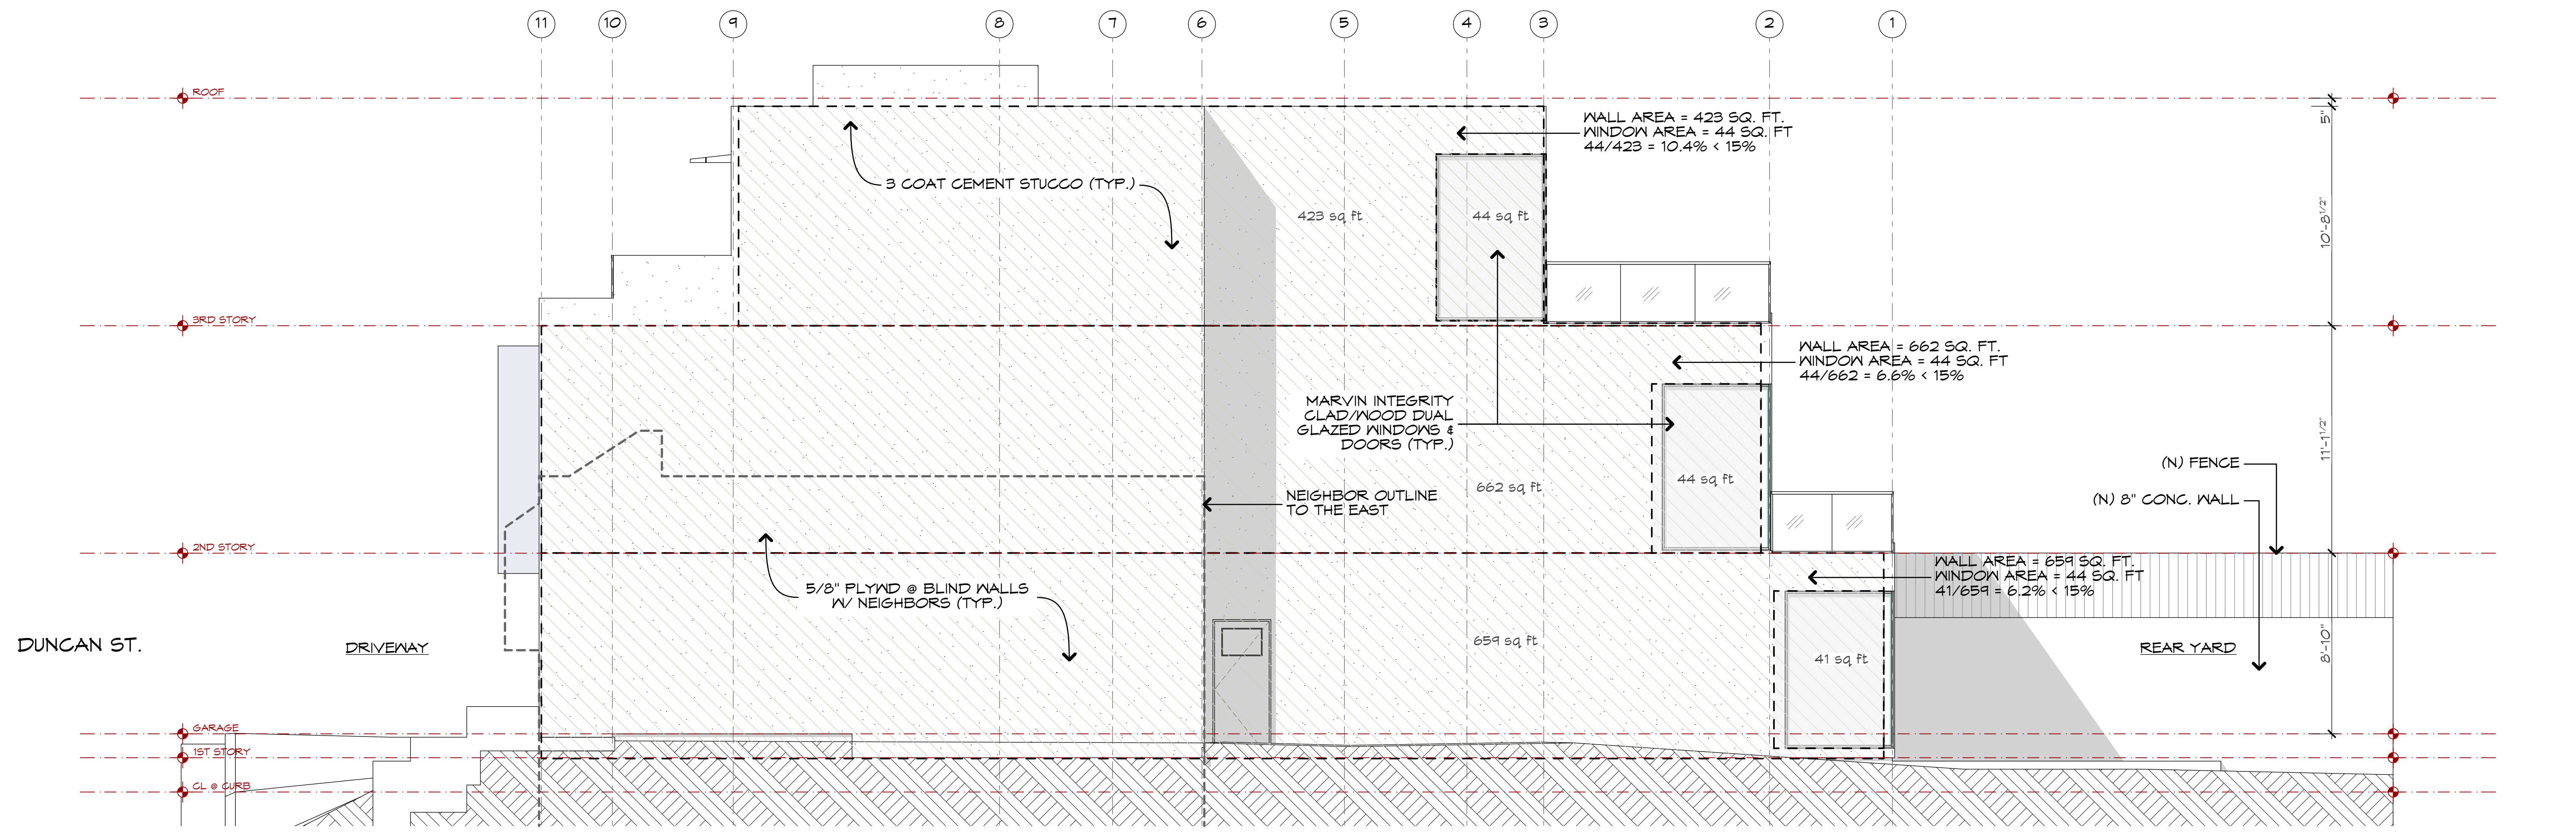 11 10 9 8 7 6 5 4 3 2 1
ROOF
5"
WALL AREA = 423 SQ. FT.
WINDOW AREA = 44 SQ. FT
44/423 = 10.4% < 15%
3 COAT CEMENT STUCCO (TYP.)
423 sq ft
44 sq ft
10'-8 1/2"
3RD STORY
WALL AREA = 662 SQ. FT.
WINDOW AREA = 44 SQ. FT
44/662 = 6.6% < 15%
MARVIN INTEGRITY
CLAD/WOOD DUAL
GLAZED WINDOWS &
DOORS (TYP.)
11'-1 1/2"
(N) FENCE
44 sq ft
662 sq ft
NEIGHBOR OUTLINE
TO THE EAST
(N) 8" CONC. WALL
2ND STORY
WALL AREA = 659 SQ. FT.
WINDOW AREA = 44 SQ. FT
41/659 = 6.2% < 15%
5/8" PLYWD @ BLIND WALLS
W/ NEIGHBORS (TYP.)
DUNCAN ST.
DRIVEWAY
659 sq ft
41 sq ft
REAR YARD
8'-10"
GARAGE
1ST STORY
CL @ CURB